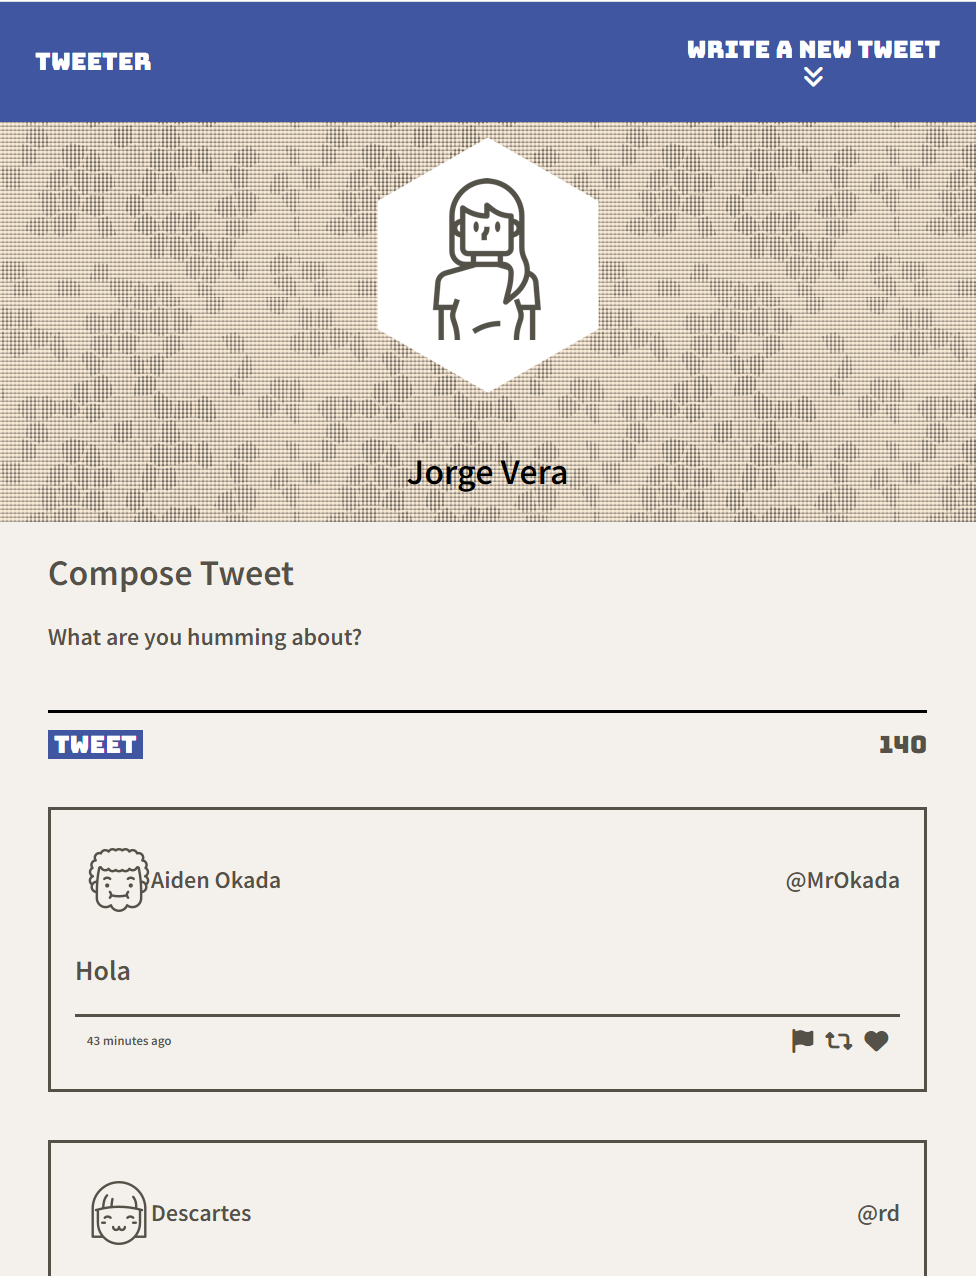 TWEETER
WRITE A NEW TWEET
Jorge Vera
Compose Tweet
What are you humming about?
TWEET
140
Aiden Okada
@MrOkada
Hola
43 minutes ago
Descartes
@rd